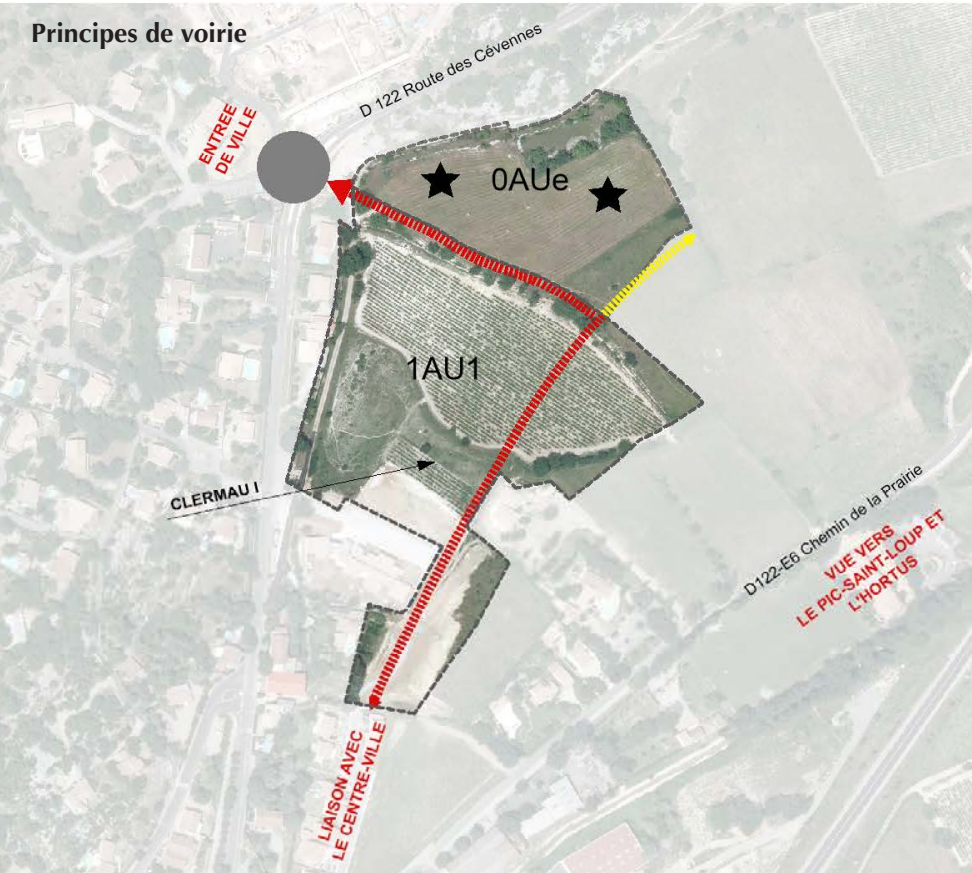 Principes de voirie
D 122 Route des Cévennes
ENTREE
DE VILLE
0AUe
1AU1
CLERMAU I
D122-E6 Chemin de la Prairie
VUE VERS
LE PIC-SAINT-LOUP ET
L'HORTUS
LIAISON AVEC
LE CENTRE-VILLE